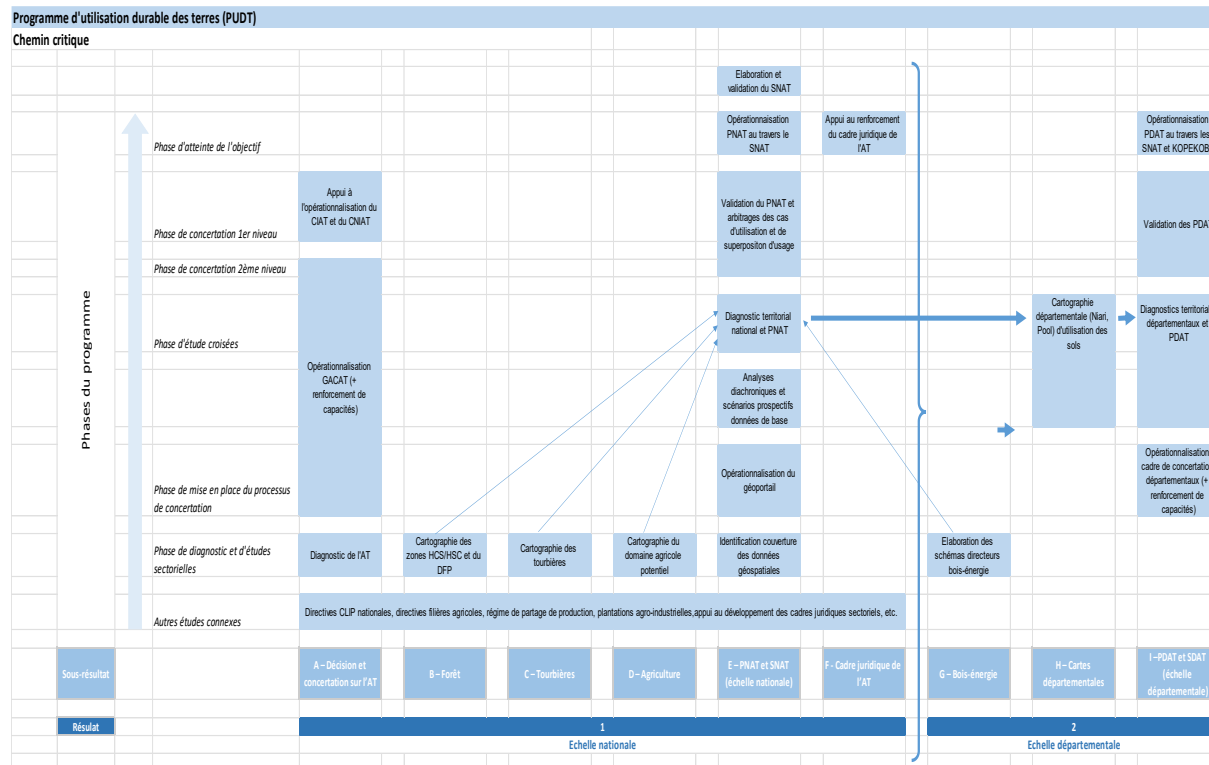 Programme d'utilisation durable des terres (PUDT)
Chemin critique
Elaboration et
validation du SNAT
Phase d'atteinte de l'objectif
Opérationnaisation
PNAT au travers le
SNAT
Appui au renforcement
du cadre juridique de
l'AT
Opérationnaisation
PDAT au travers les
SNAT et KOPEKOB
Phase de concertation 1er niveau
Appui à
l'opérationnalisation du
CIAT et du CNIAT
Validation du PNAT et
arbitrages des cas
d'utilisation et de
superpositon d'usage
Validation des PDA
Phase de concertation 2ème niveau
Phases du programme
Phase d'étude croisées
Opérationnalisation
GACAT (+
renforcement de
capacités)
Diagnostic territorial
national et PNAT
Cartographie
départementale (Niari,
Pool) d'utilisation des
sols
Diagnostics territoria
départementaux et
PDAT
Analyses
diachroniques et
scénarios prospectifs
données de base
Phase de mise en place du processus
de concertation
Opérationnalisation du
géoportail
Opérationnalisation
cadre de concertatio
départementaux (+
renforcement de
capacités)
Phase de diagnostic et d'études
sectorielles
Diagnostic de l'AT
Cartographie des
zones HCS/HSC et du
DFP
Cartographie des
tourbières
Cartographie du
domaine agricole
potentiel
Identification couverture
des données
géospatiales
Elaboration des
schémas directeurs
bois-énergie
Autres études connexes
Directives CLIP nationales, directives filières agricoles, régime de partage de production, plantations agro-industrielles,appui au développement des cadres juridiques sectoriels, etc.
Sous-résultat
A – Décision et
concertation sur l'AT
B – Forêt
C – Tourbières
D – Agriculture
E – PNAT et SNAT
(échelle nationale)
F - Cadre juridique de
l'AT
G – Bois-énergie
H – Cartes
départementales
I –PDAT et SDAT
(échelle
départementale)
Résulat
1
2
Echelle nationale
Echelle départementale